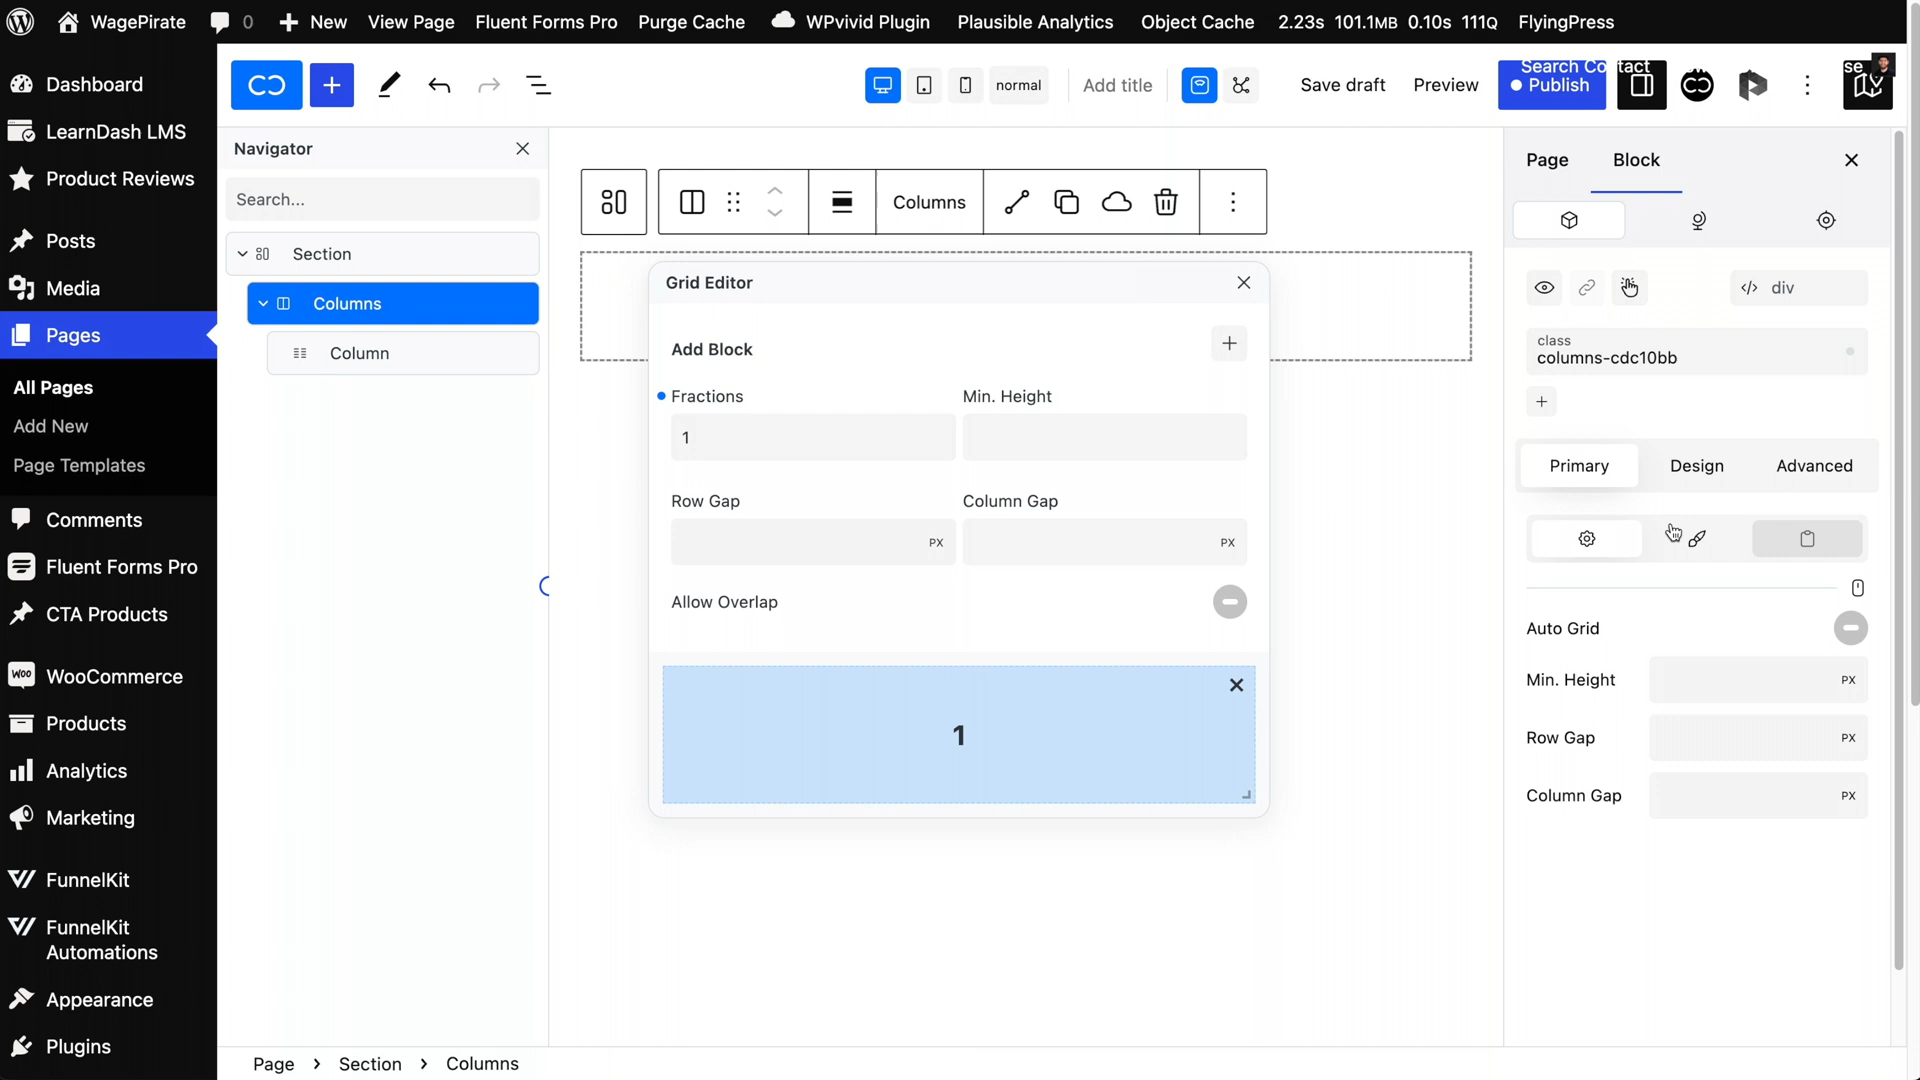 WagePirate 0 New View Page Fluent Forms Pro Purge Cache WPvivid Plugin Plausible Analytics Object Cache 2.23s 101.1MB 0.10s 111Q FlyingPress
Dashboard
LearnDash LMS
Product Reviews
Posts
Media
Pages
All Pages
Add New
Page Templates
Comments
Fluent Forms Pro
CTA Products
WooCommerce
Products
Analytics
Marketing
FunnelKit
FunnelKit
Automations
Appearance
Plugins
normal
Add title
Save draft
Preview
Search Contact
Publish
se
Navigator
Search...
Section
Columns
Column
Columns
Grid Editor
Add Block
Fractions
Min. Height
1
Row Gap
Column Gap
PX
PX
Allow Overlap
1
Page
Block
</> div
class
columns-cdc10bb
Primary
Design
Advanced
Auto Grid
Min. Height
PX
Row Gap
PX
Column Gap
PX
Page > Section > Columns